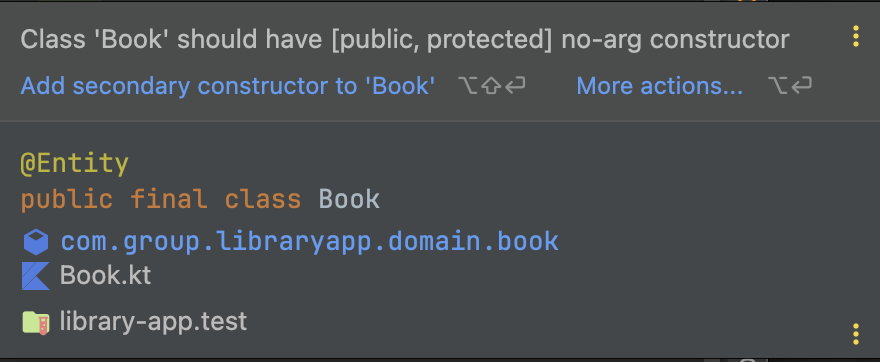 Class 'Book' should have [public, protected] no-arg constructor
Add secondary constructor to 'Book' ⌥⇧⏎ More actions... ⌥⏎
@Entity
public final class Book
com.group.libraryapp.domain.book
Book.kt
library-app.test